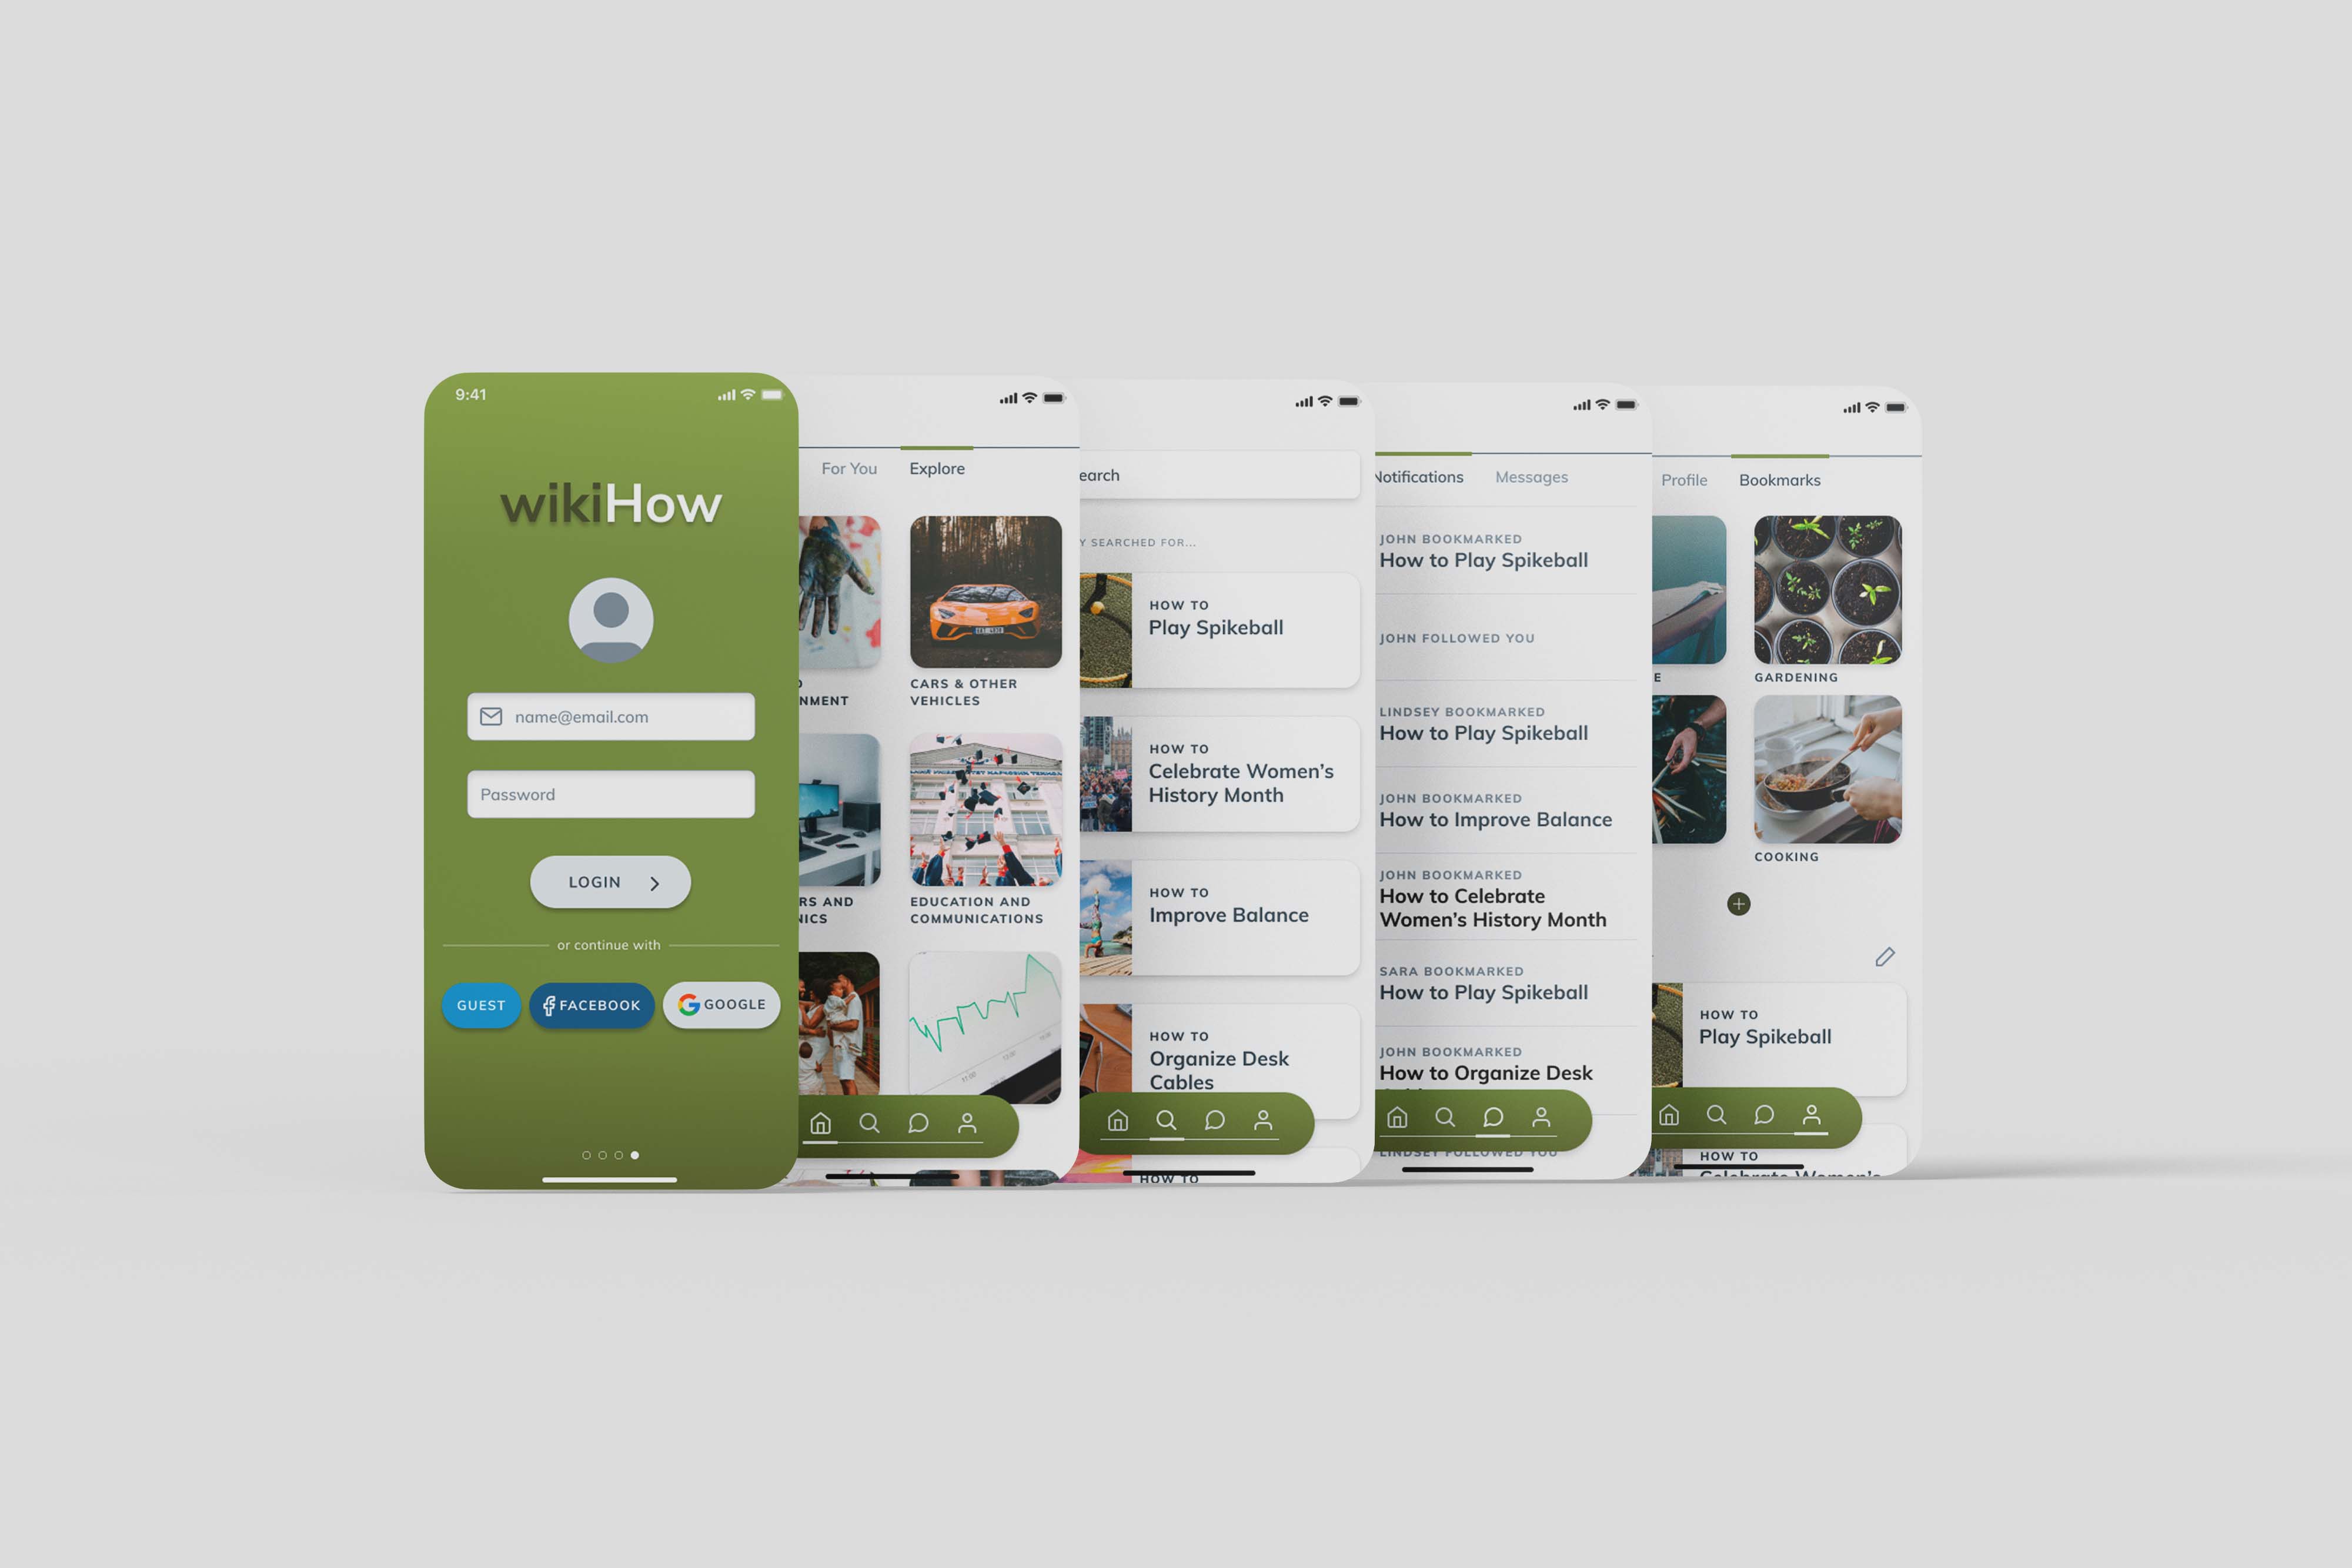 9:41
wikiHow
name@email.com
Password
LOGIN
or continue with
GUEST
FACEBOOK
GOOGLE
For You
Explore
NMENT
CARS & OTHER
VEHICLES
RS AND
NICS
EDUCATION AND
COMMUNICATIONS
earch
Y SEARCHED FOR...
HOW TO
Play Spikeball
HOW TO
Celebrate Women's
History Month
HOW TO
Improve Balance
HOW TO
Organize Desk
Cables
HOW TO
Notifications
Messages
JOHN BOOKMARKED
How to Play Spikeball
JOHN FOLLOWED YOU
LINDSEY BOOKMARKED
How to Play Spikeball
JOHN BOOKMARKED
How to Improve Balance
JOHN BOOKMARKED
How to Celebrate
Women's History Month
SARA BOOKMARKED
How to Play Spikeball
JOHN BOOKMARKED
How to Organize Desk
LINDSEY FOLLOWED YOU
Profile
Bookmarks
E
GARDENING
COOKING
HOW TO
Play Spikeball
HOW TO
Celebrate Women's